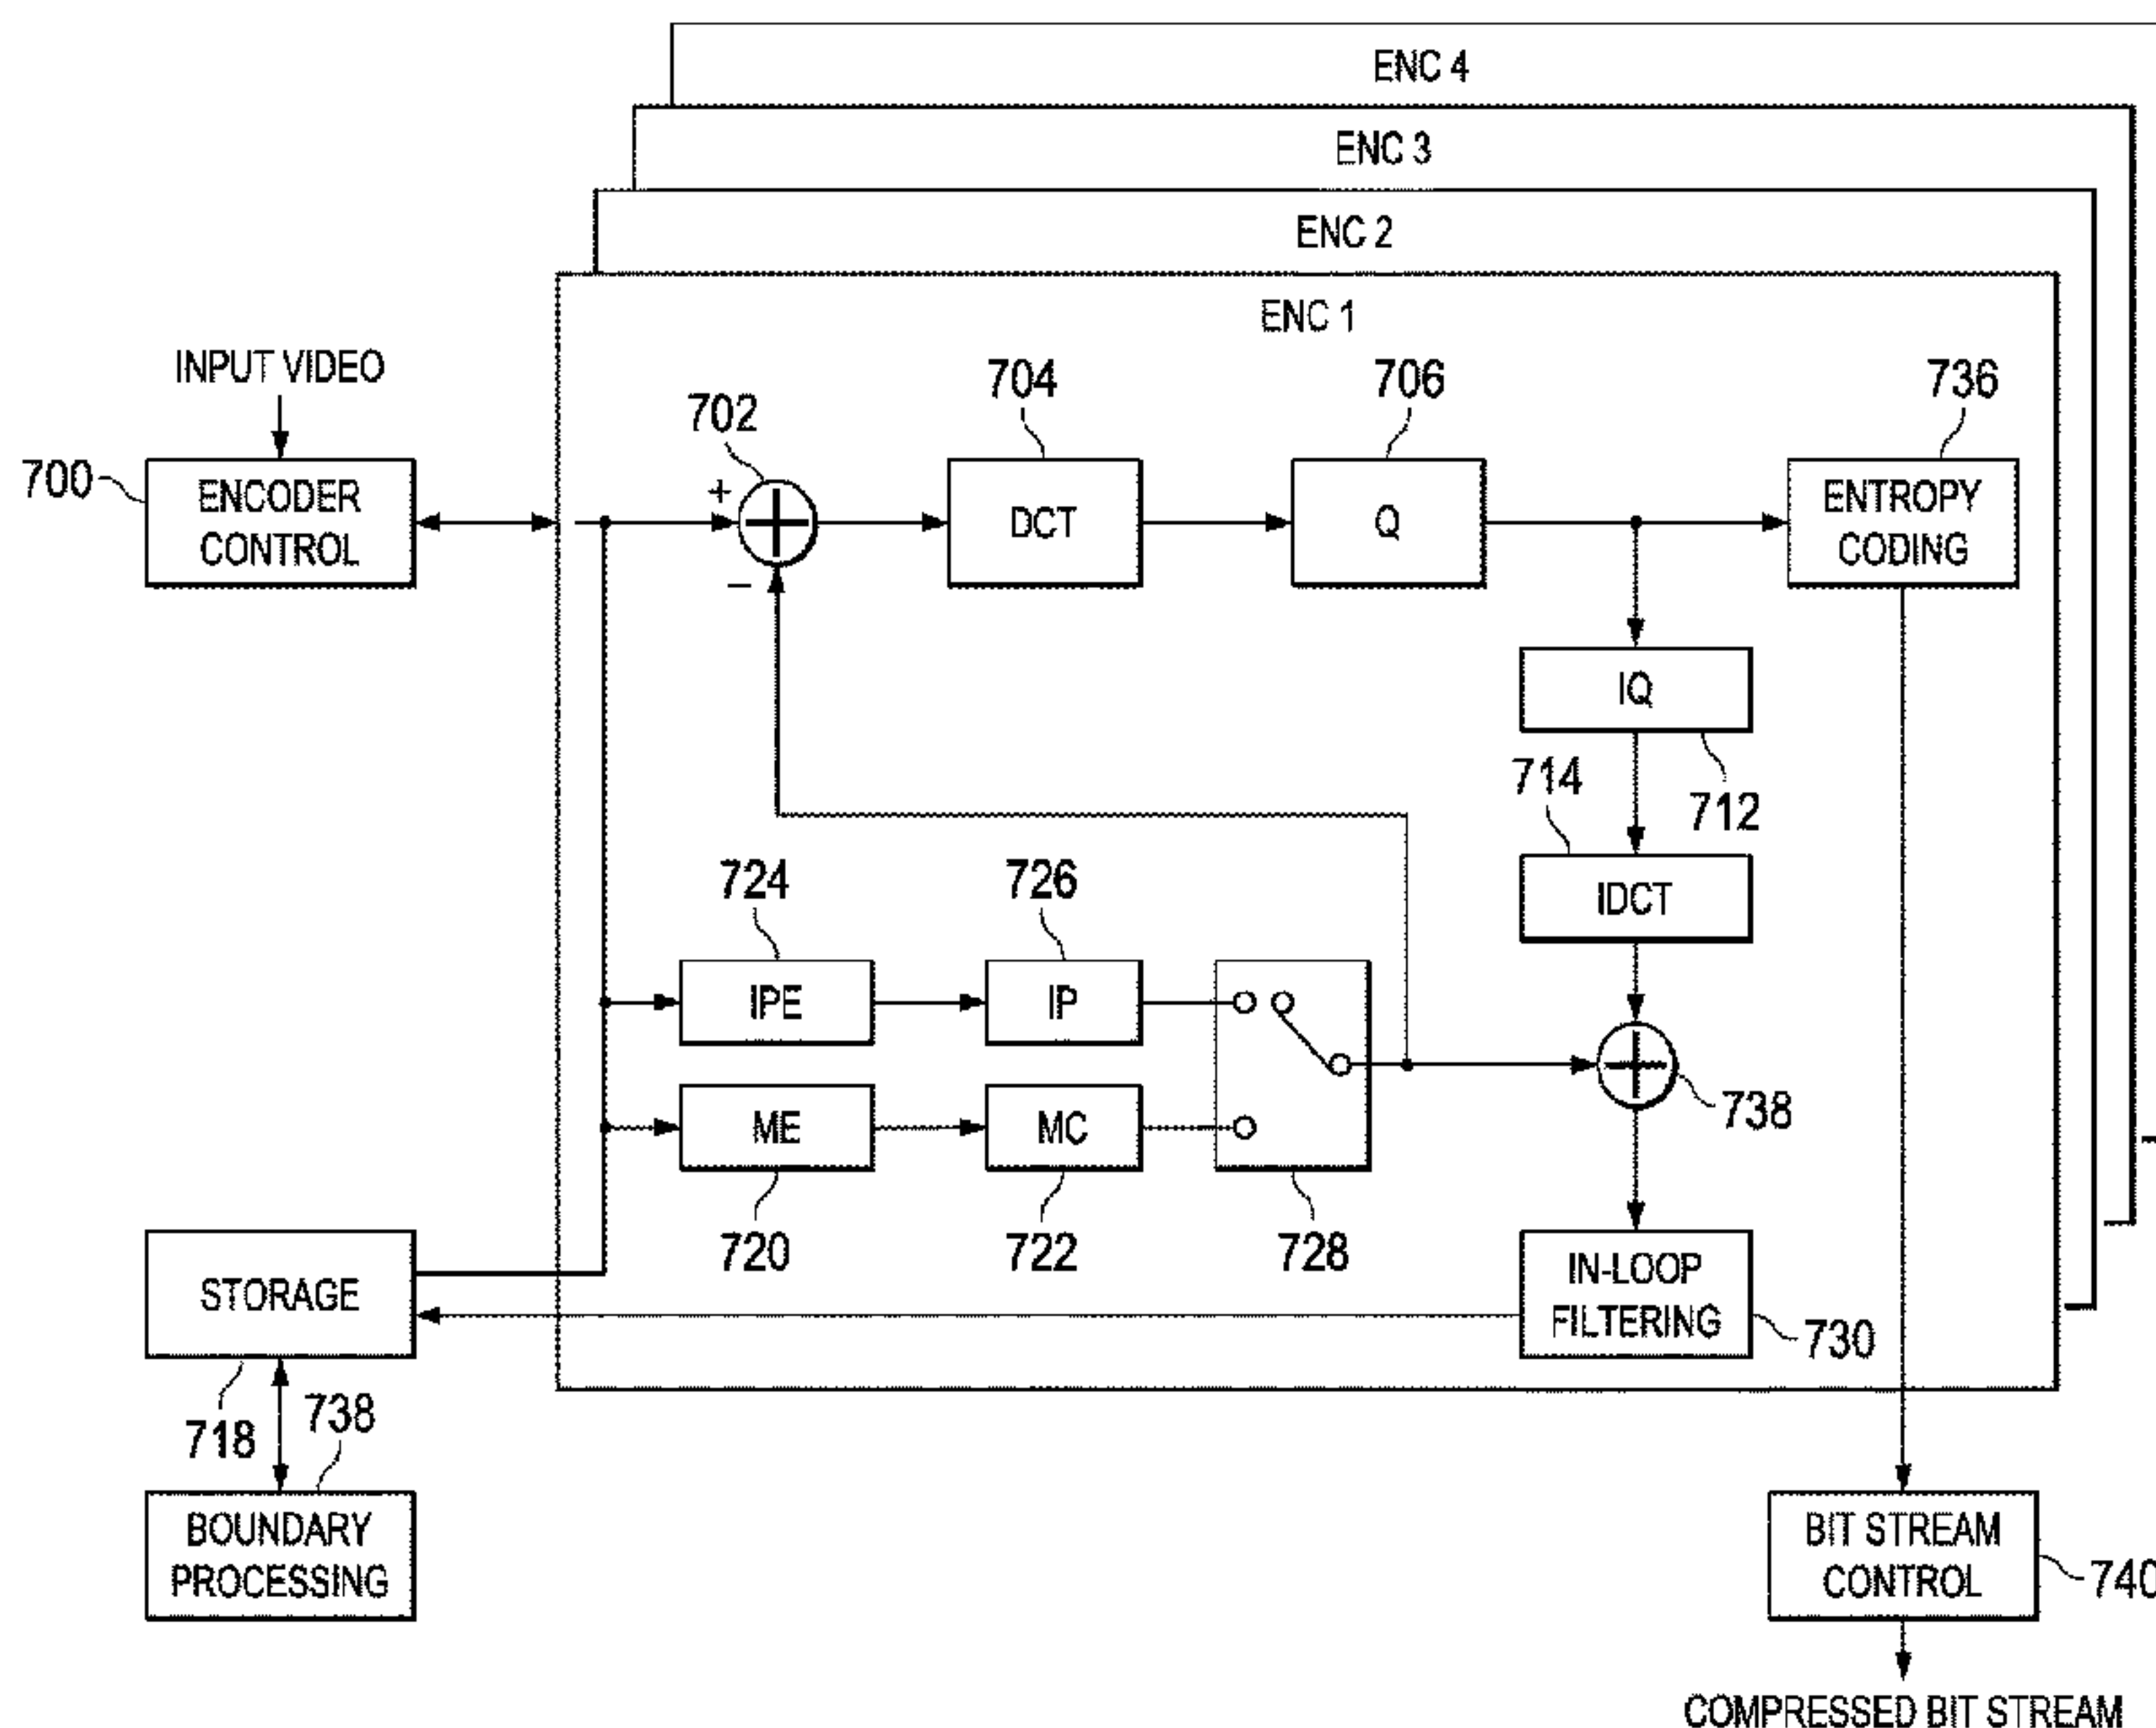 ENC 4
ENC 3
ENC 2
ENC 1
INPUT VIDEO
700
ENCODER
CONTROL
702
+
−
704
DCT
706
Q
736
ENTROPY
CODING
IQ
712
714
IDCT
724
IPE
726
IP
738
ME
720
MC
722
728
STORAGE
718
IN-LOOP
FILTERING
730
738
BOUNDARY
PROCESSING
BIT STREAM
CONTROL
740
COMPRESSED BIT STREAM